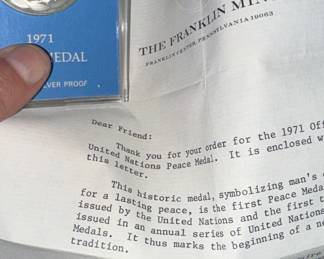 1971
MEDAL
VER PROOF
THE FRANKLIN MIN
FRANKLIN CENTER, PENNSYLVANIA 19063
Dear Friend:
Thank you for your order for the 1971 Off
United Nations Peace Medal. It is enclosed w
this letter.
This historic medal, symbolizing man's
for a lasting peace, is the first Peace Meda
issued by the United Nations and the first t
issued in an annual series of United Nations
Medals. It thus marks the beginning of a ne
tradition.